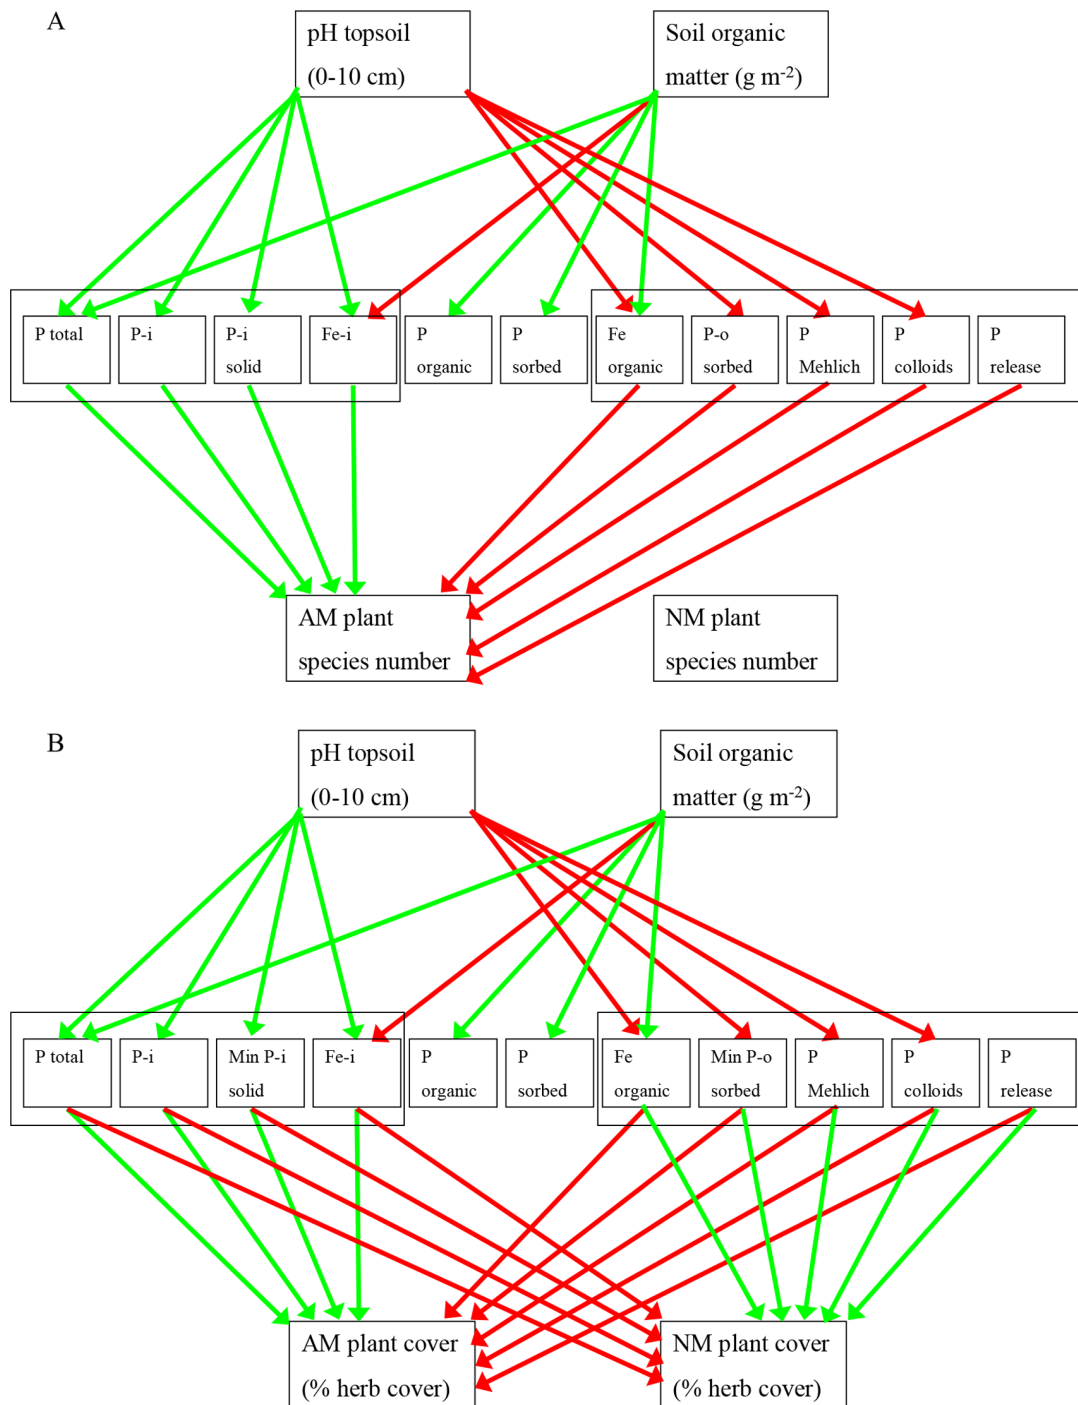 A
pH topsoil
(0-10 cm)
Soil organic
matter (g m-2)
P total
P-i
P-i
solid
Fe-i
P
organic
P
sorbed
Fe
organic
P-o
sorbed
P
Mehlich
P
colloids
P
release
AM plant
species number
NM plant
species number
B
pH topsoil
(0-10 cm)
Soil organic
matter (g m-2)
P total
P-i
Min P-i
solid
Fe-i
P
organic
P
sorbed
Fe
organic
Min P-o
sorbed
P
Mehlich
P
colloids
P
release
AM plant cover
(% herb cover)
NM plant cover
(% herb cover)